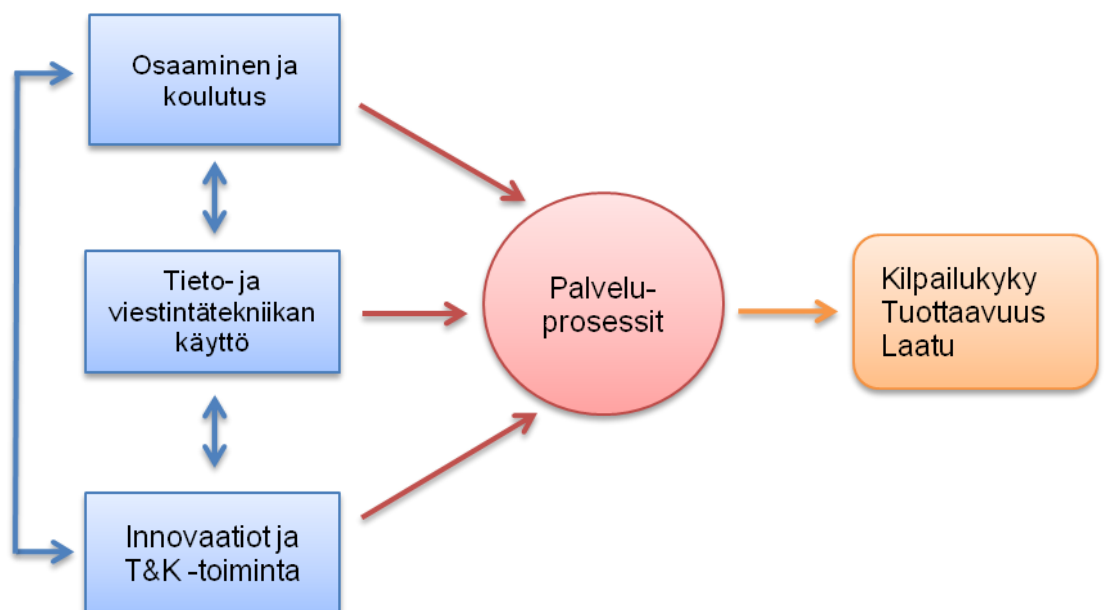 Osaaminen ja
koulutus
Tieto- ja
viestintätekniikan
käyttö
Innovaatiot ja
T&K -toiminta
Palvelu-
prosessit
Kilpailukyky
Tuottaavuus
Laatu